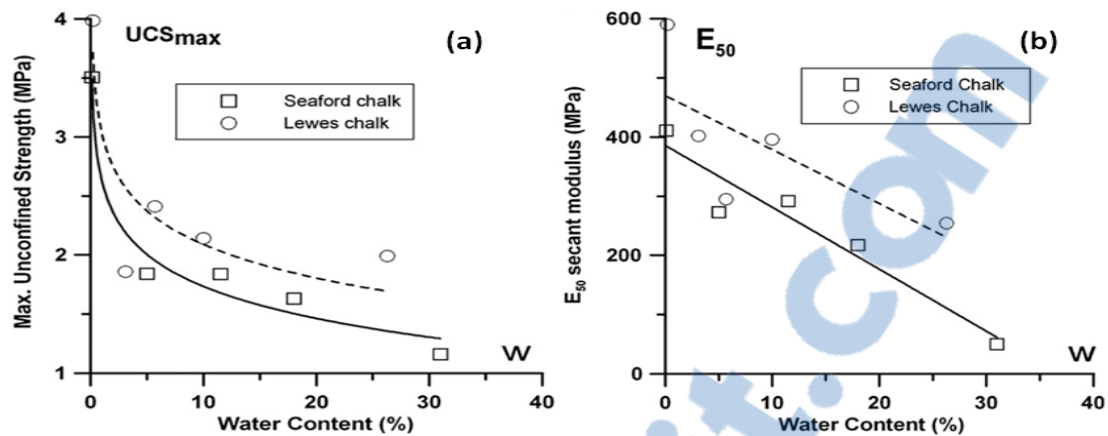 UCSmax
(a)
Seaford chalk
Lewes chalk
4
3
2
1
Max. Unconfined Strength (MPa)
W
0
10
20
30
40
Water Content (%)
E50
(b)
Seaford Chalk
Lewes Chalk
600
400
200
0
E50 secant modulus (MPa)
W
0
10
20
30
40
Water Content (%)
t.com